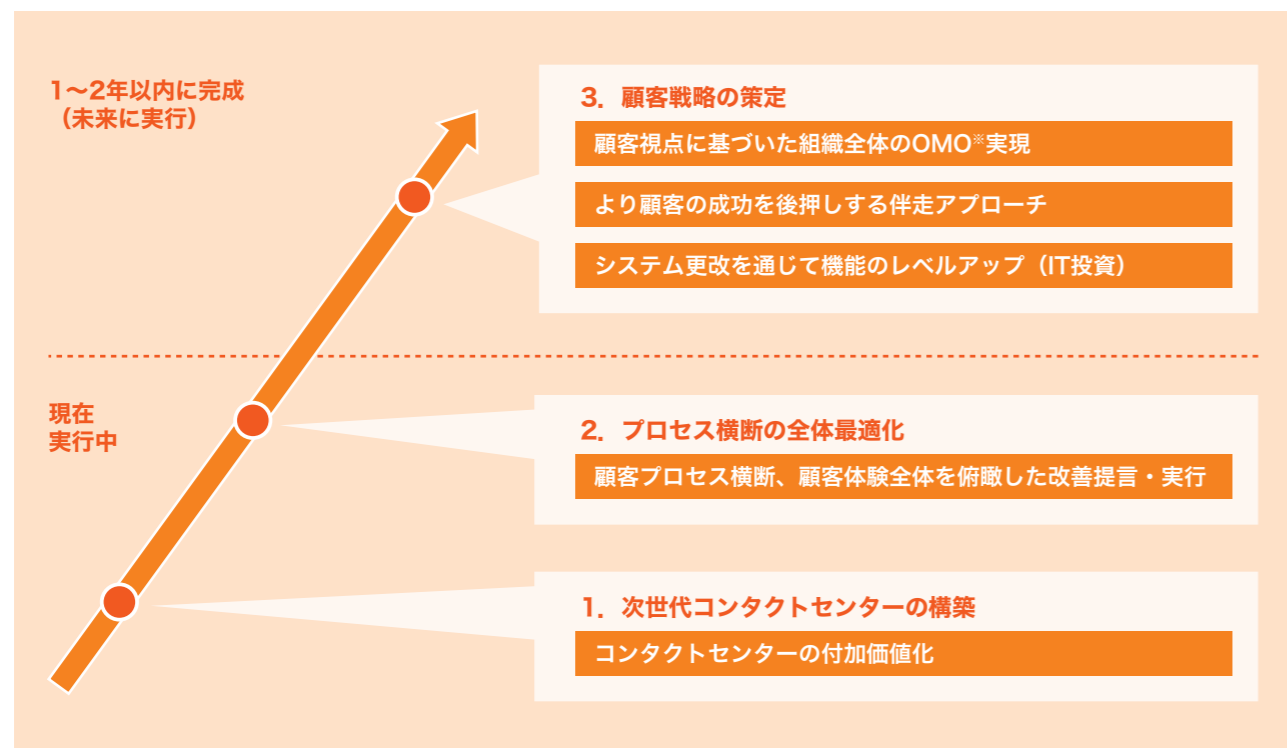 1〜2年以内に完成
（未来に実行）
3. 顧客戦略の策定
顧客視点に基づいた組織全体のOMO※実現
より顧客の成功を後押しする伴走アプローチ
システム更改を通じて機能のレベルアップ（IT投資）
現在
実行中
2. プロセス横断の全体最適化
顧客プロセス横断、顧客体験全体を俯瞰した改善提言・実行
1. 次世代コンタクトセンターの構築
コンタクトセンターの付加価値化